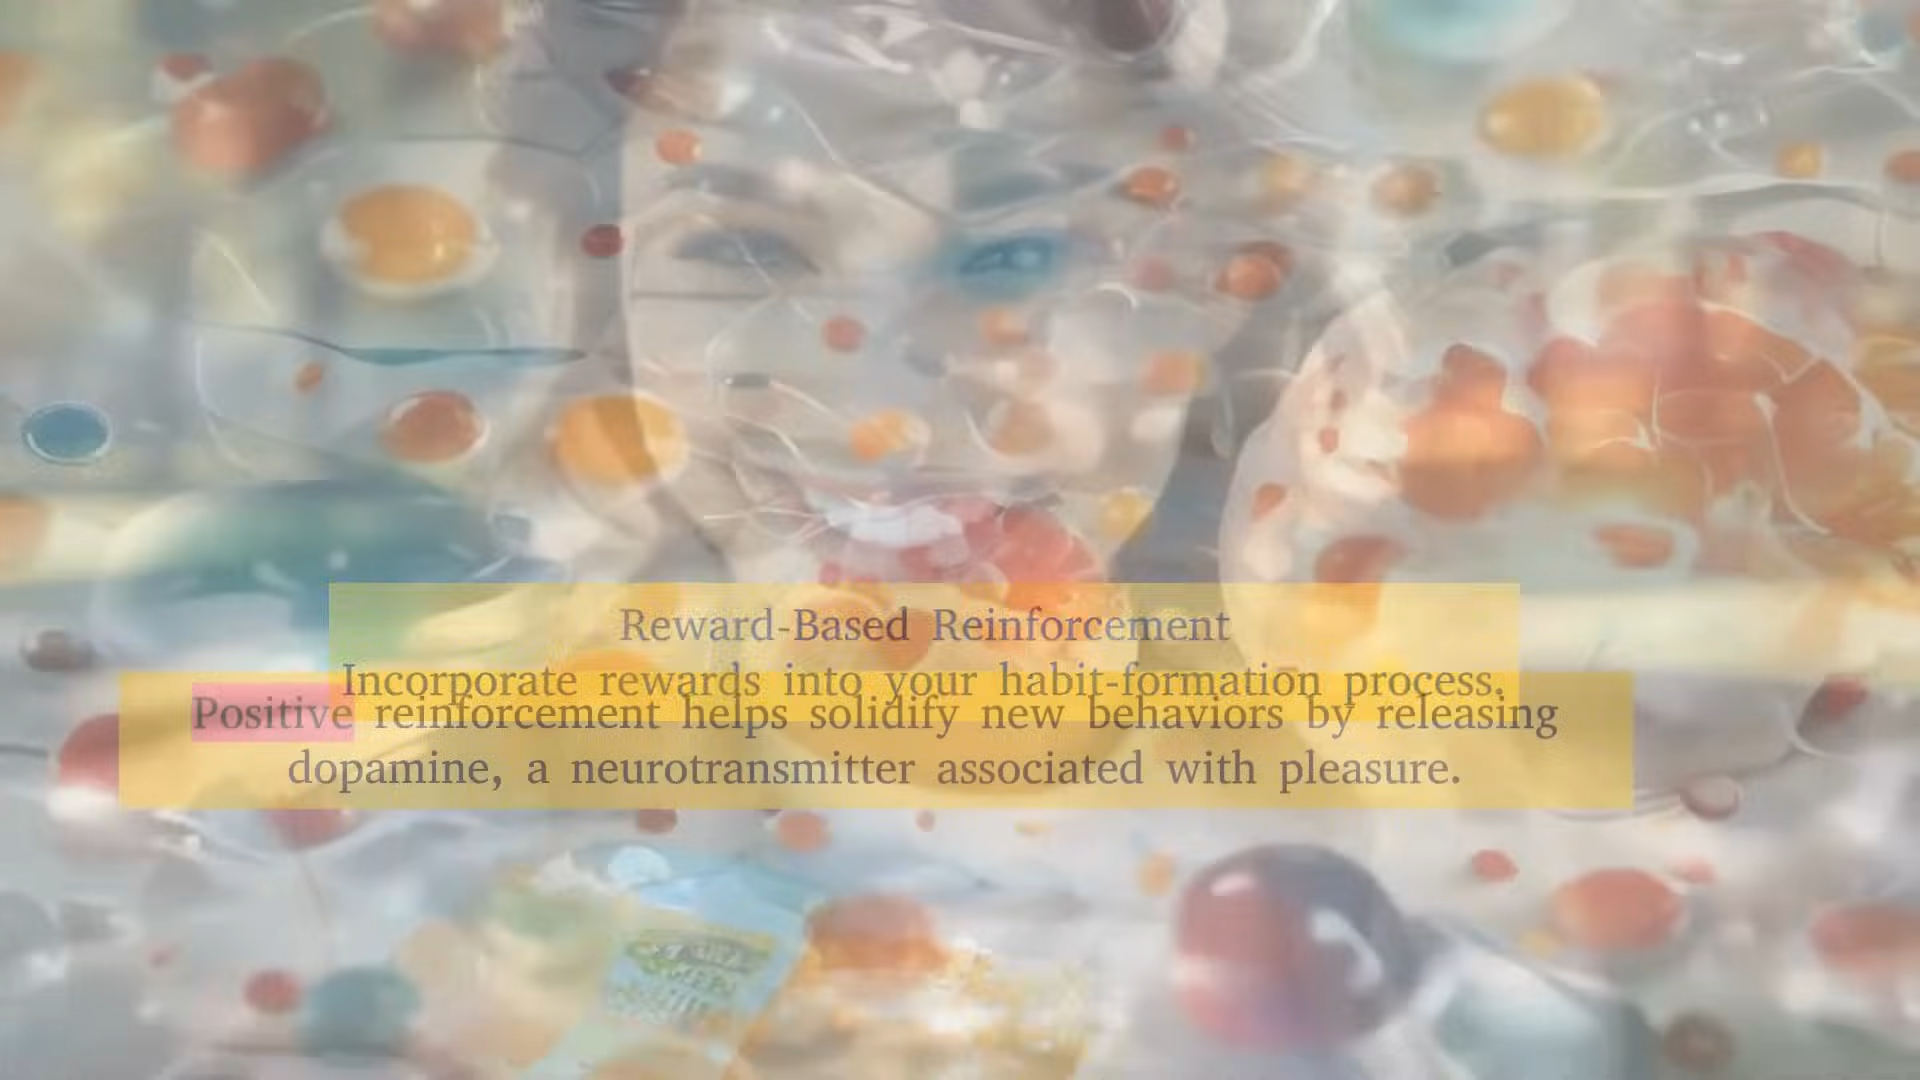 Reward-Based Reinforcement
Incorporate rewards into your habit-formation process.
Positive reinforcement helps solidify new behaviors by releasing
dopamine, a neurotransmitter associated with pleasure.